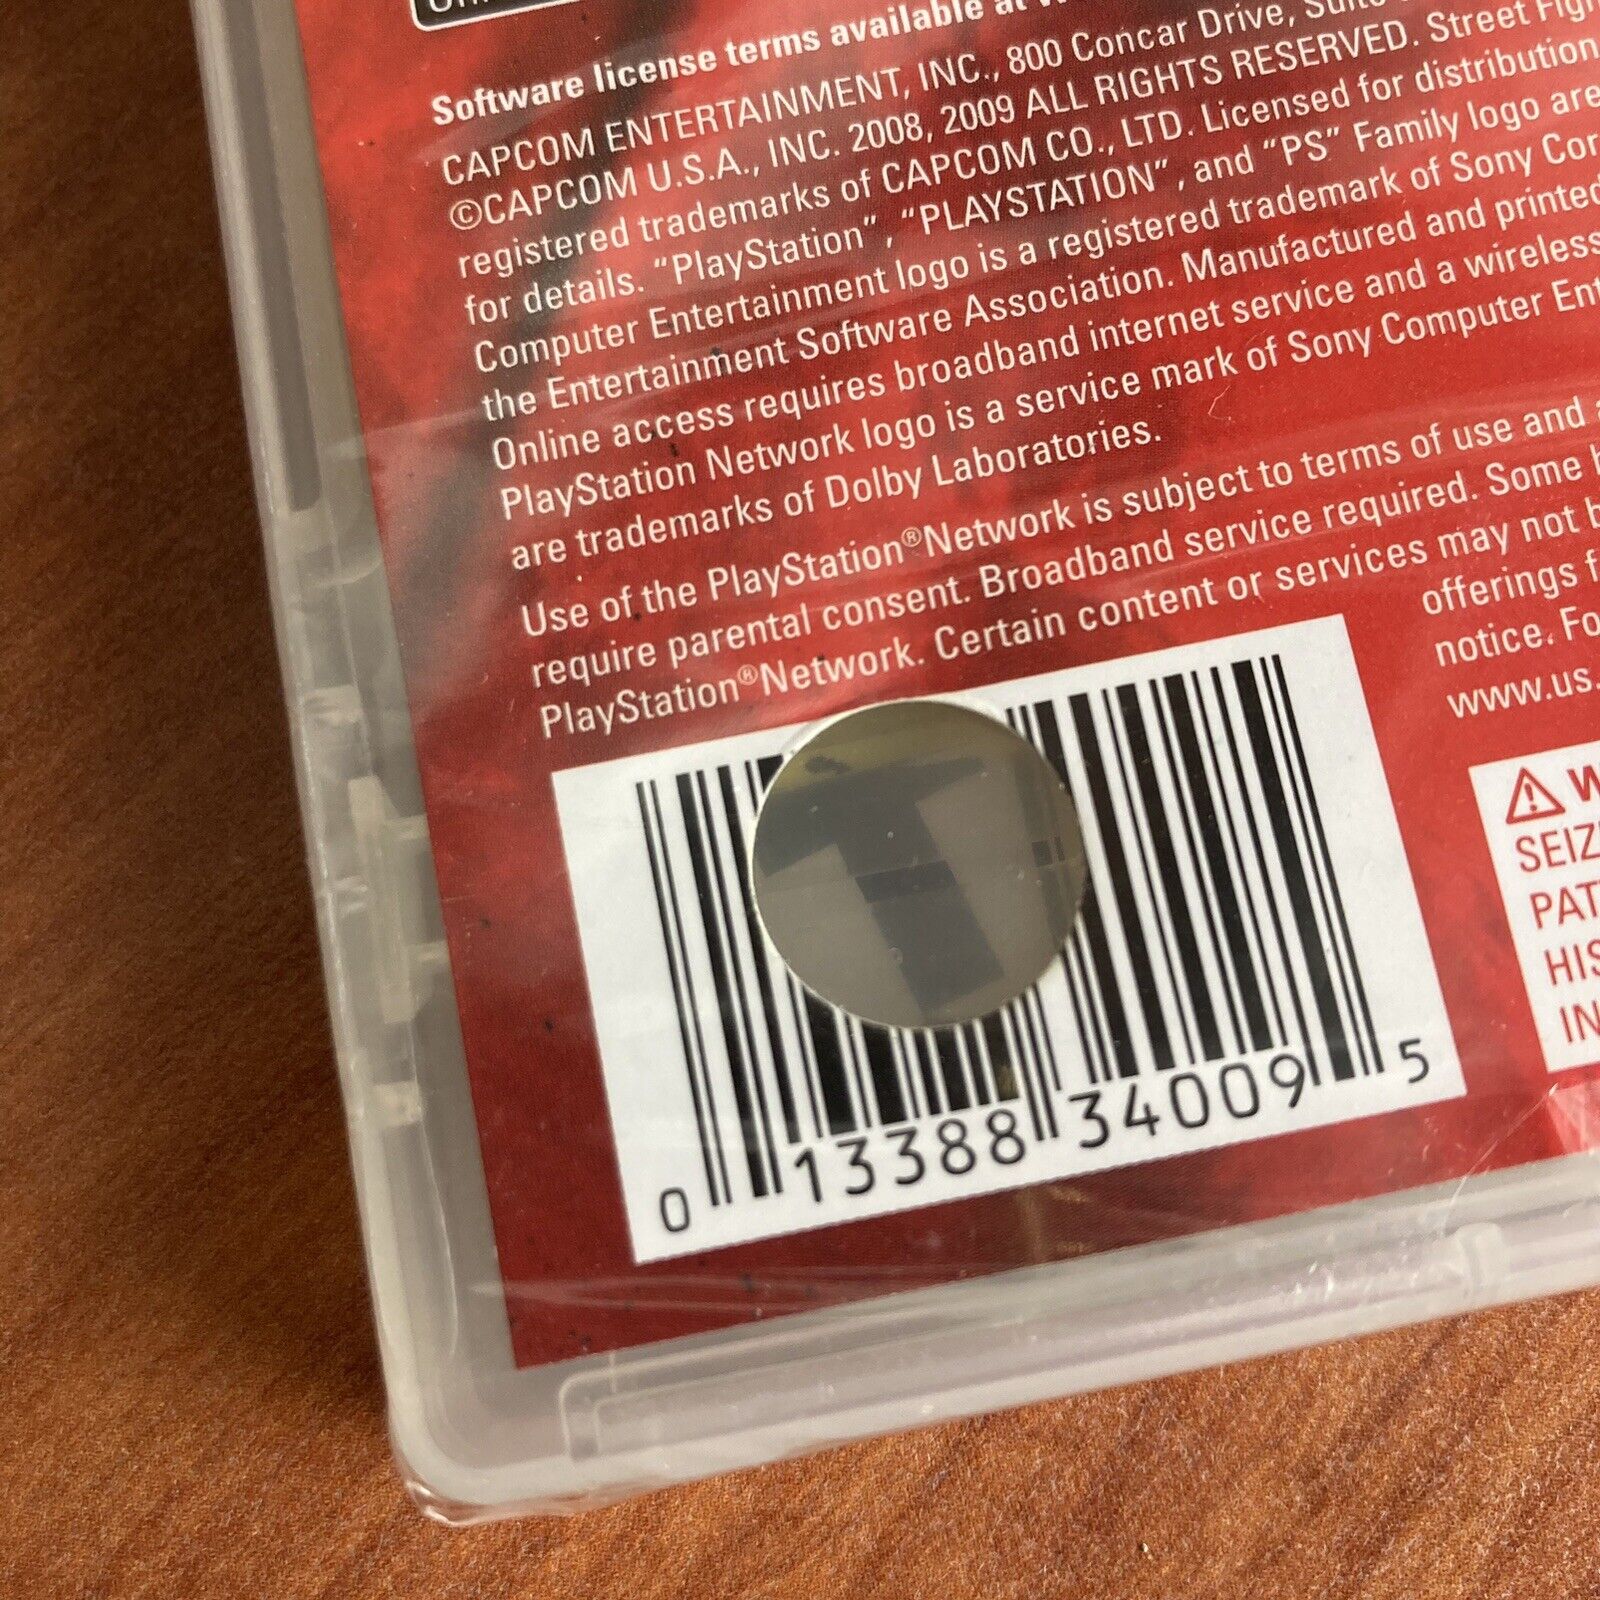 Software license terms available at
CAPCOM ENTERTAINMENT, INC., 800 Concar Drive,
©CAPCOM U.S.A., INC. 2008, 2009 ALL RIGHTS RESERVED. Street
registered trademarks of CAPCOM CO., LTD. Licensed for distribution
for details. “PlayStation”, “PLAYSTATION”, and “PS” Family logo are
Computer Entertainment logo is a registered trademark of Sony
the Entertainment Software Association. Manufactured and printed
Online access requires broadband internet service and a wireless
PlayStation Network logo is a service mark of Sony Computer
are trademarks of Dolby Laboratories.
Use of the PlayStation®Network is subject to terms of use and
require parental consent. Broadband service required. Some
PlayStation®Network. Certain content or services may not
offerings
notice.
www.us.
SEIZ
PAT
HIS
IN
0 13388 34009 5